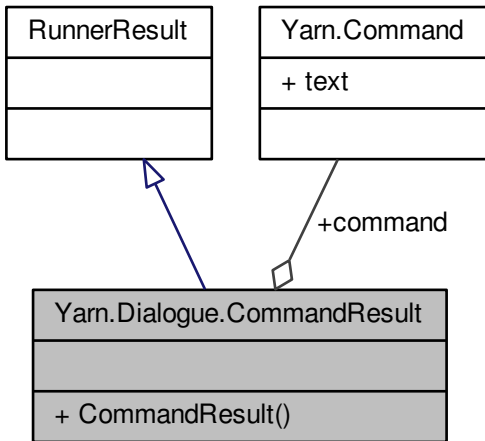 RunnerResult
Yarn.Command
+ text
+command
Yarn.Dialogue.CommandResult
+ CommandResult()